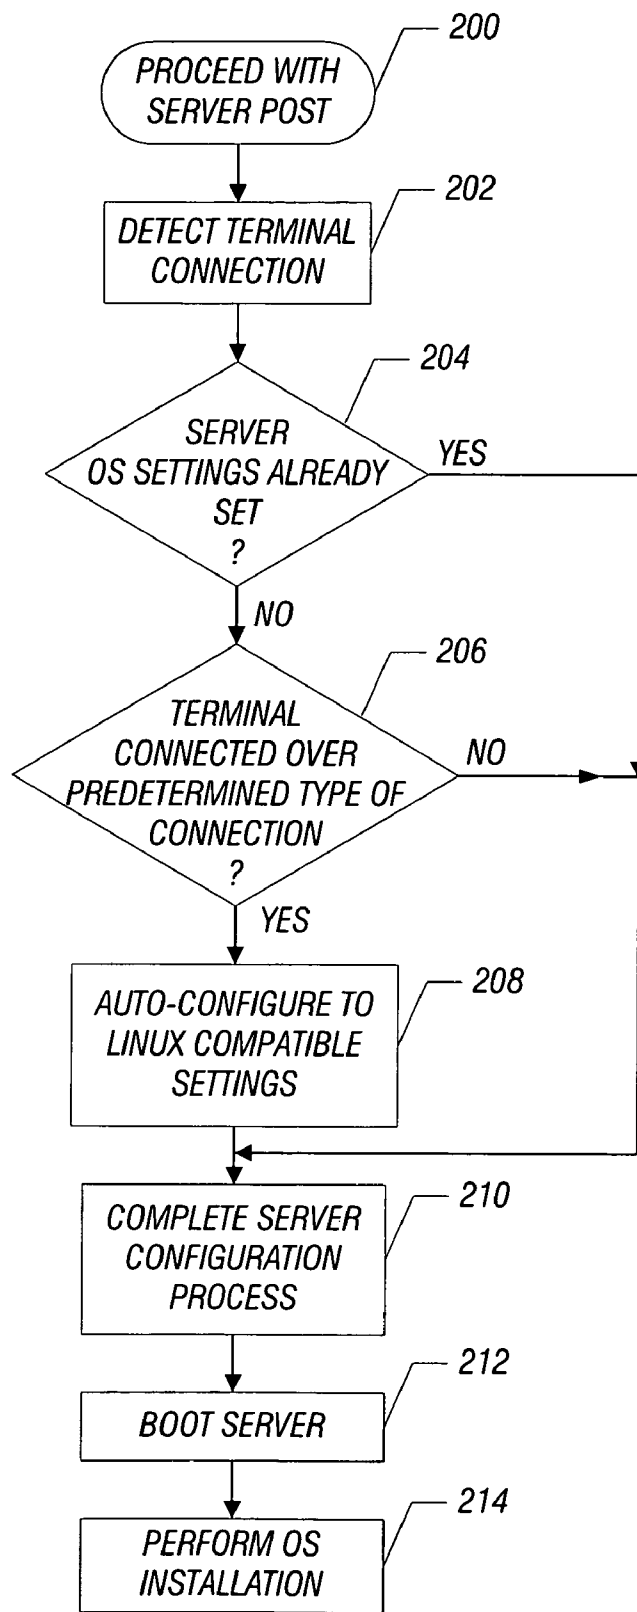 200
PROCEED WITH
SERVER POST
202
DETECT TERMINAL
CONNECTION
204
SERVER
OS SETTINGS ALREADY
SET
?
YES
NO
206
TERMINAL
CONNECTED OVER
PREDETERMINED TYPE OF
CONNECTION
?
NO
YES
208
AUTO-CONFIGURE TO
LINUX COMPATIBLE
SETTINGS
210
COMPLETE SERVER
CONFIGURATION
PROCESS
212
BOOT SERVER
214
PERFORM OS
INSTALLATION